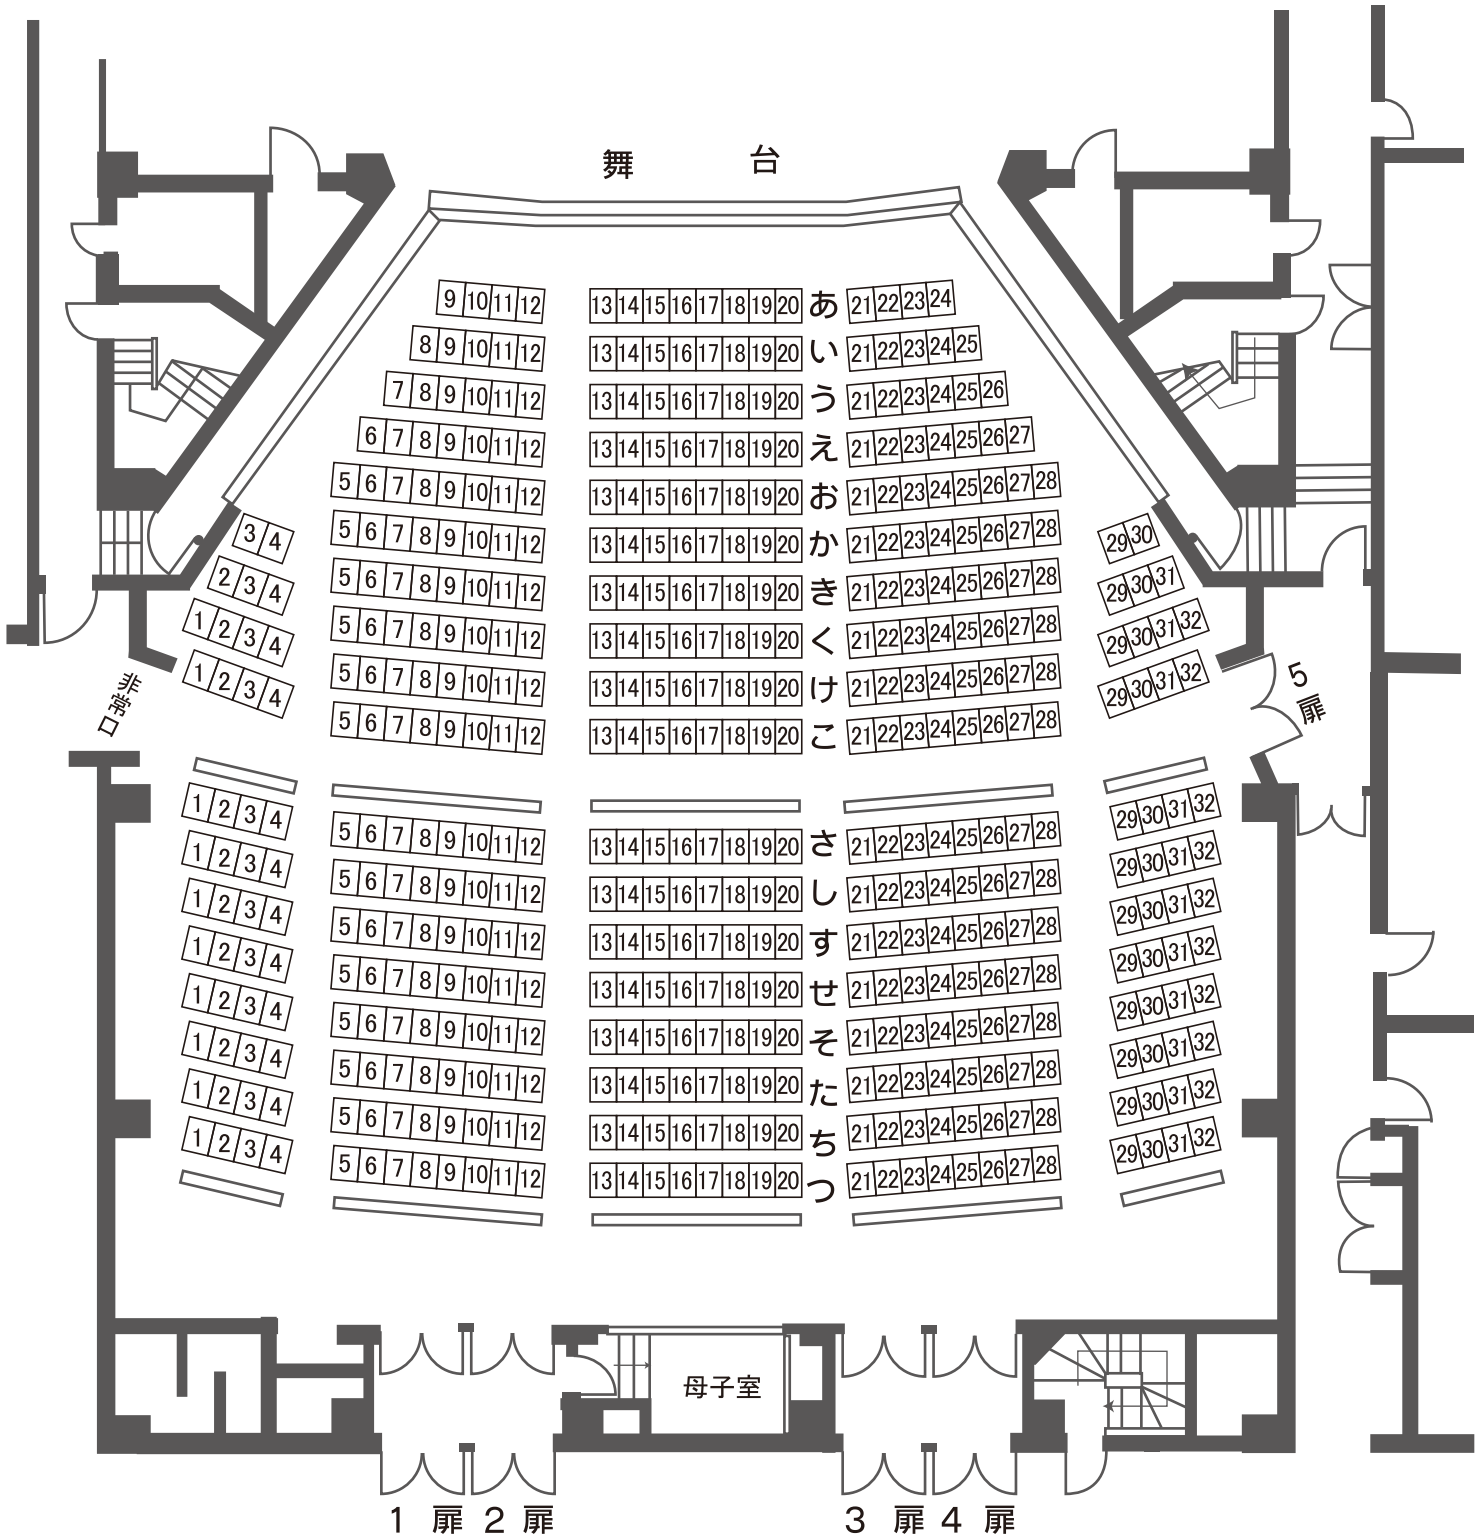 舞 台
9 10 11 12 13 14 15 16 17 18 19 20 あ 21 22 23 24
8 9 10 11 12 13 14 15 16 17 18 19 20 い 21 22 23 24 25
7 8 9 10 11 12 13 14 15 16 17 18 19 20 う 21 22 23 24 25 26
6 7 8 9 10 11 12 13 14 15 16 17 18 19 20 え 21 22 23 24 25 26 27
5 6 7 8 9 10 11 12 13 14 15 16 17 18 19 20 お 21 22 23 24 25 26 27 28
3 4 5 6 7 8 9 10 11 12 13 14 15 16 17 18 19 20 か 21 22 23 24 25 26 27 28 29 30
2 3 4 5 6 7 8 9 10 11 12 13 14 15 16 17 18 19 20 き 21 22 23 24 25 26 27 28 29 30 31
1 2 3 4 5 6 7 8 9 10 11 12 13 14 15 16 17 18 19 20 く 21 22 23 24 25 26 27 28 29 30 31 32
1 2 3 4 5 6 7 8 9 10 11 12 13 14 15 16 17 18 19 20 け 21 22 23 24 25 26 27 28 29 30 31 32
5 6 7 8 9 10 11 12 13 14 15 16 17 18 19 20 こ 21 22 23 24 25 26 27 28
非常口
5 扉
1 2 3 4 5 6 7 8 9 10 11 12 13 14 15 16 17 18 19 20 さ 21 22 23 24 25 26 27 28 29 30 31 32
1 2 3 4 5 6 7 8 9 10 11 12 13 14 15 16 17 18 19 20 し 21 22 23 24 25 26 27 28 29 30 31 32
1 2 3 4 5 6 7 8 9 10 11 12 13 14 15 16 17 18 19 20 す 21 22 23 24 25 26 27 28 29 30 31 32
1 2 3 4 5 6 7 8 9 10 11 12 13 14 15 16 17 18 19 20 せ 21 22 23 24 25 26 27 28 29 30 31 32
1 2 3 4 5 6 7 8 9 10 11 12 13 14 15 16 17 18 19 20 そ 21 22 23 24 25 26 27 28 29 30 31 32
1 2 3 4 5 6 7 8 9 10 11 12 13 14 15 16 17 18 19 20 た 21 22 23 24 25 26 27 28 29 30 31 32
1 2 3 4 5 6 7 8 9 10 11 12 13 14 15 16 17 18 19 20 ち 21 22 23 24 25 26 27 28 29 30 31 32
1 2 3 4 5 6 7 8 9 10 11 12 13 14 15 16 17 18 19 20 つ 21 22 23 24 25 26 27 28 29 30 31 32
母子室
1 扉 2 扉 3 扉 4 扉